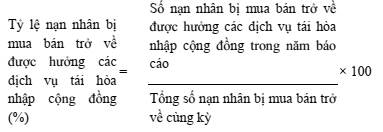 Tỷ lệ nạn nhân bị
mua bán trở về
được hưởng các
dịch vụ tái hòa
nhập cộng đồng
(%)
=
Số nạn nhân bị mua bán trở về
được hưởng các dịch vụ tái hòa
nhập cộng đồng trong năm báo
cáo
Tổng số nạn nhân bị mua bán trở
về cùng kỳ
× 100